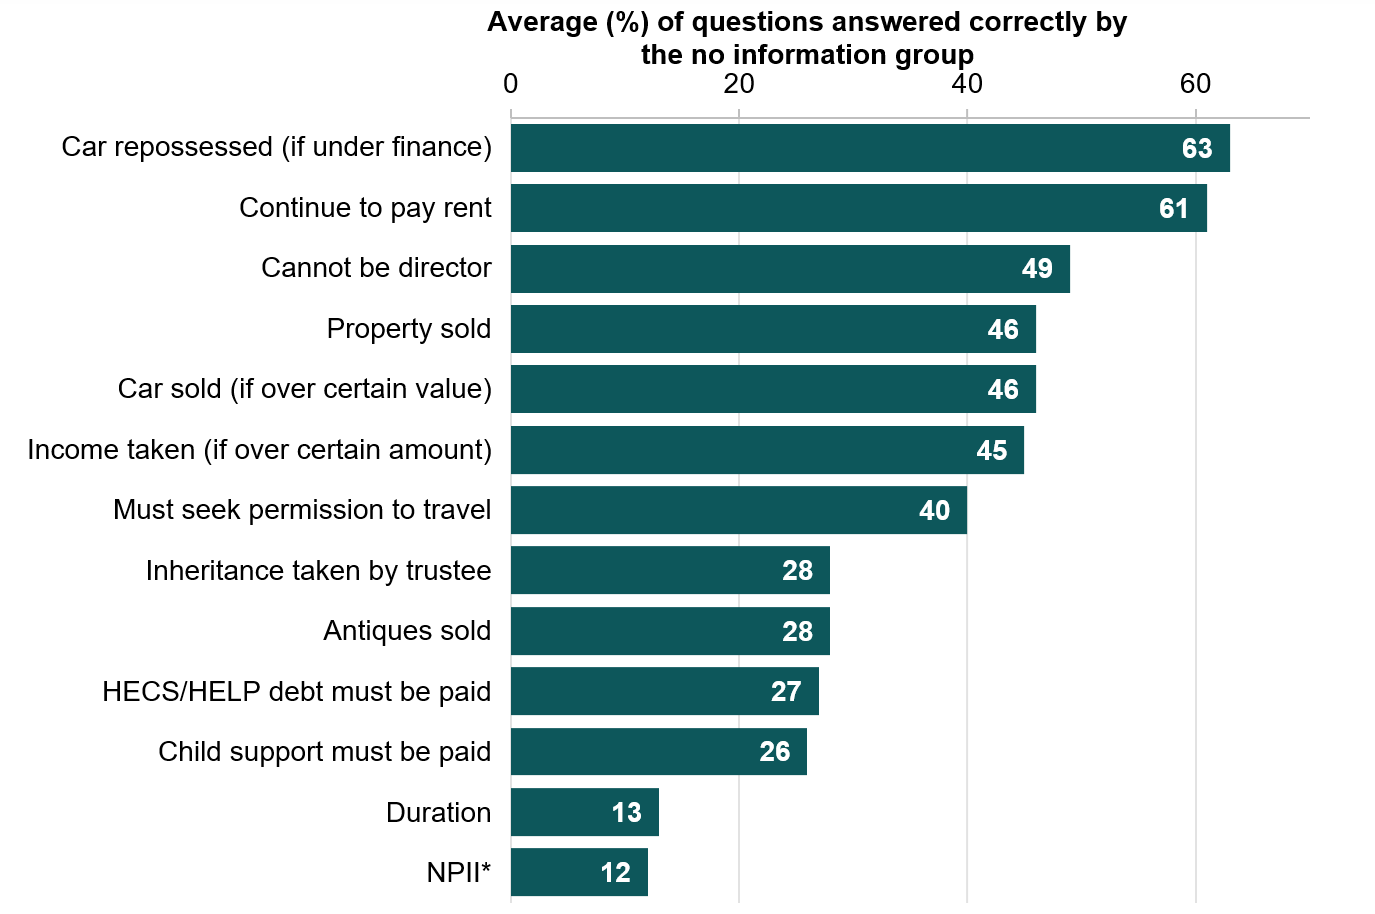 Average (%) of questions answered correctly by
the no information group
0 20 40 60
Car repossessed (if under finance) 63
Continue to pay rent 61
Cannot be director 49
Property sold 46
Car sold (if over certain value) 46
Income taken (if over certain amount) 45
Must seek permission to travel 40
Inheritance taken by trustee 28
Antiques sold 28
HECS/HELP debt must be paid 27
Child support must be paid 26
Duration 13
NPII* 12